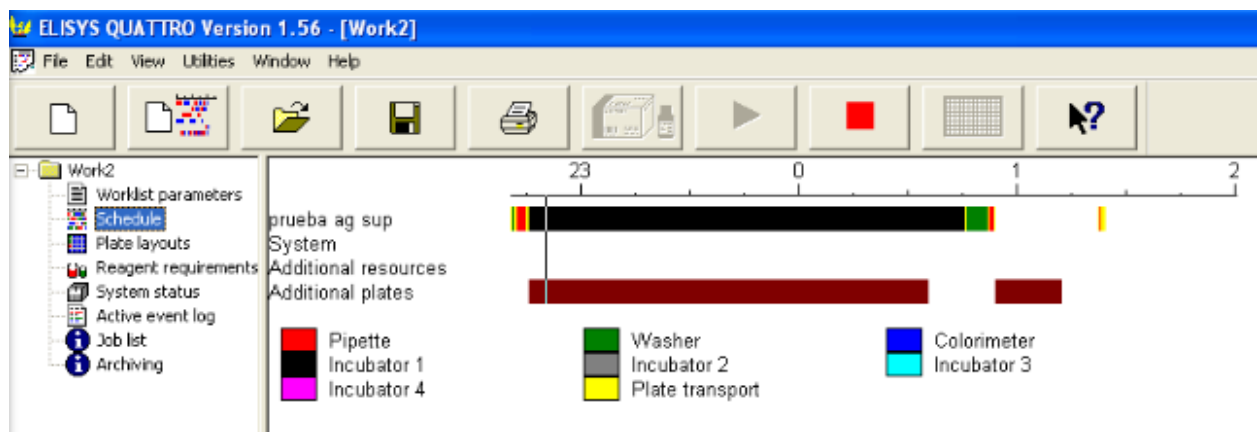 ELISYS QUATTRO Version 1.56 - [Work2]
File Edit View Utilities Window Help
Work2
Worklist parameters
Schedule
Plate layouts
Reagent requirements
System status
Active event log
Job list
Archiving
23 0 1 2
prueba ag sup
System
Additional resources
Additional plates
Pipette Washer Colorimeter
Incubator 1 Incubator 2 Incubator 3
Incubator 4 Plate transport